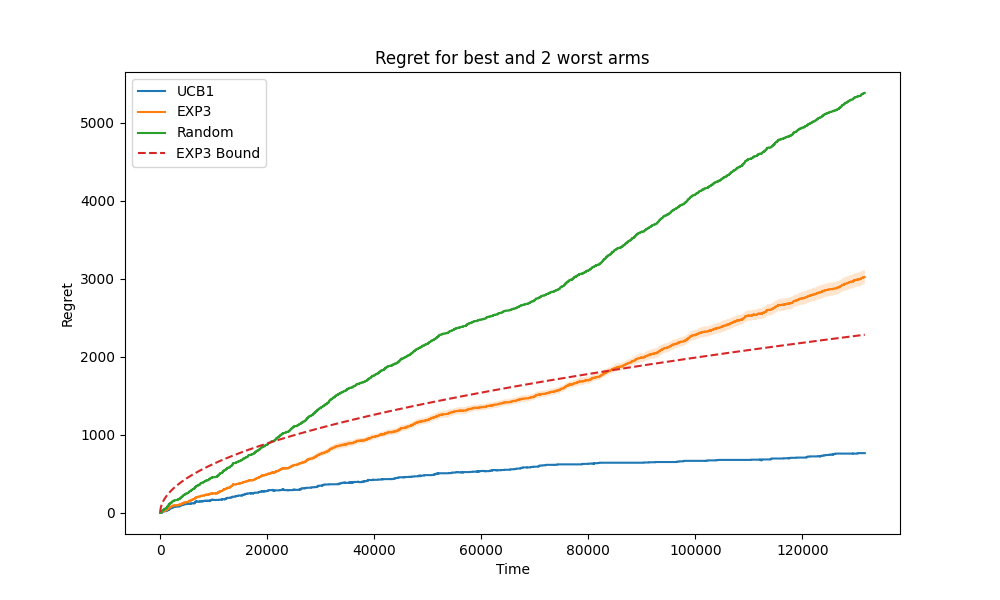 Regret for best and 2 worst arms
UCB1
EXP3
Random
EXP3 Bound
5000
4000
3000
2000
1000
0
Regret
0 20000 40000 60000 80000 100000 120000
Time